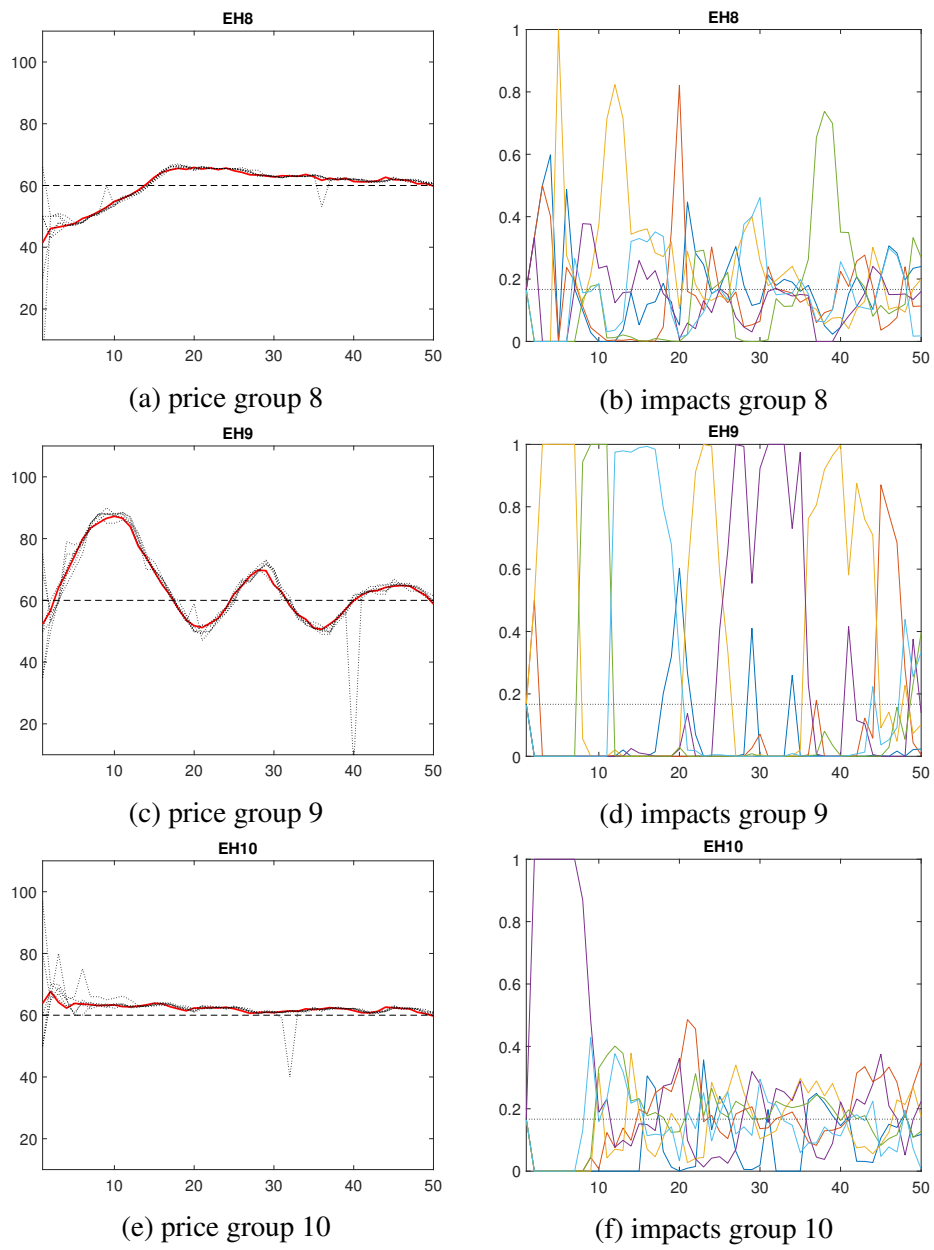 EH8
100
80
60
40
20
10 20 30 40 50
(a) price group 8
EH8
1
0.8
0.6
0.4
0.2
0
10 20 30 40 50
(b) impacts group 8
EH9
100
80
60
40
20
10 20 30 40 50
(c) price group 9
EH9
1
0.8
0.6
0.4
0.2
0
10 20 30 40 50
(d) impacts group 9
EH10
100
80
60
40
20
10 20 30 40 50
(e) price group 10
EH10
1
0.8
0.6
0.4
0.2
0
10 20 30 40 50
(f) impacts group 10